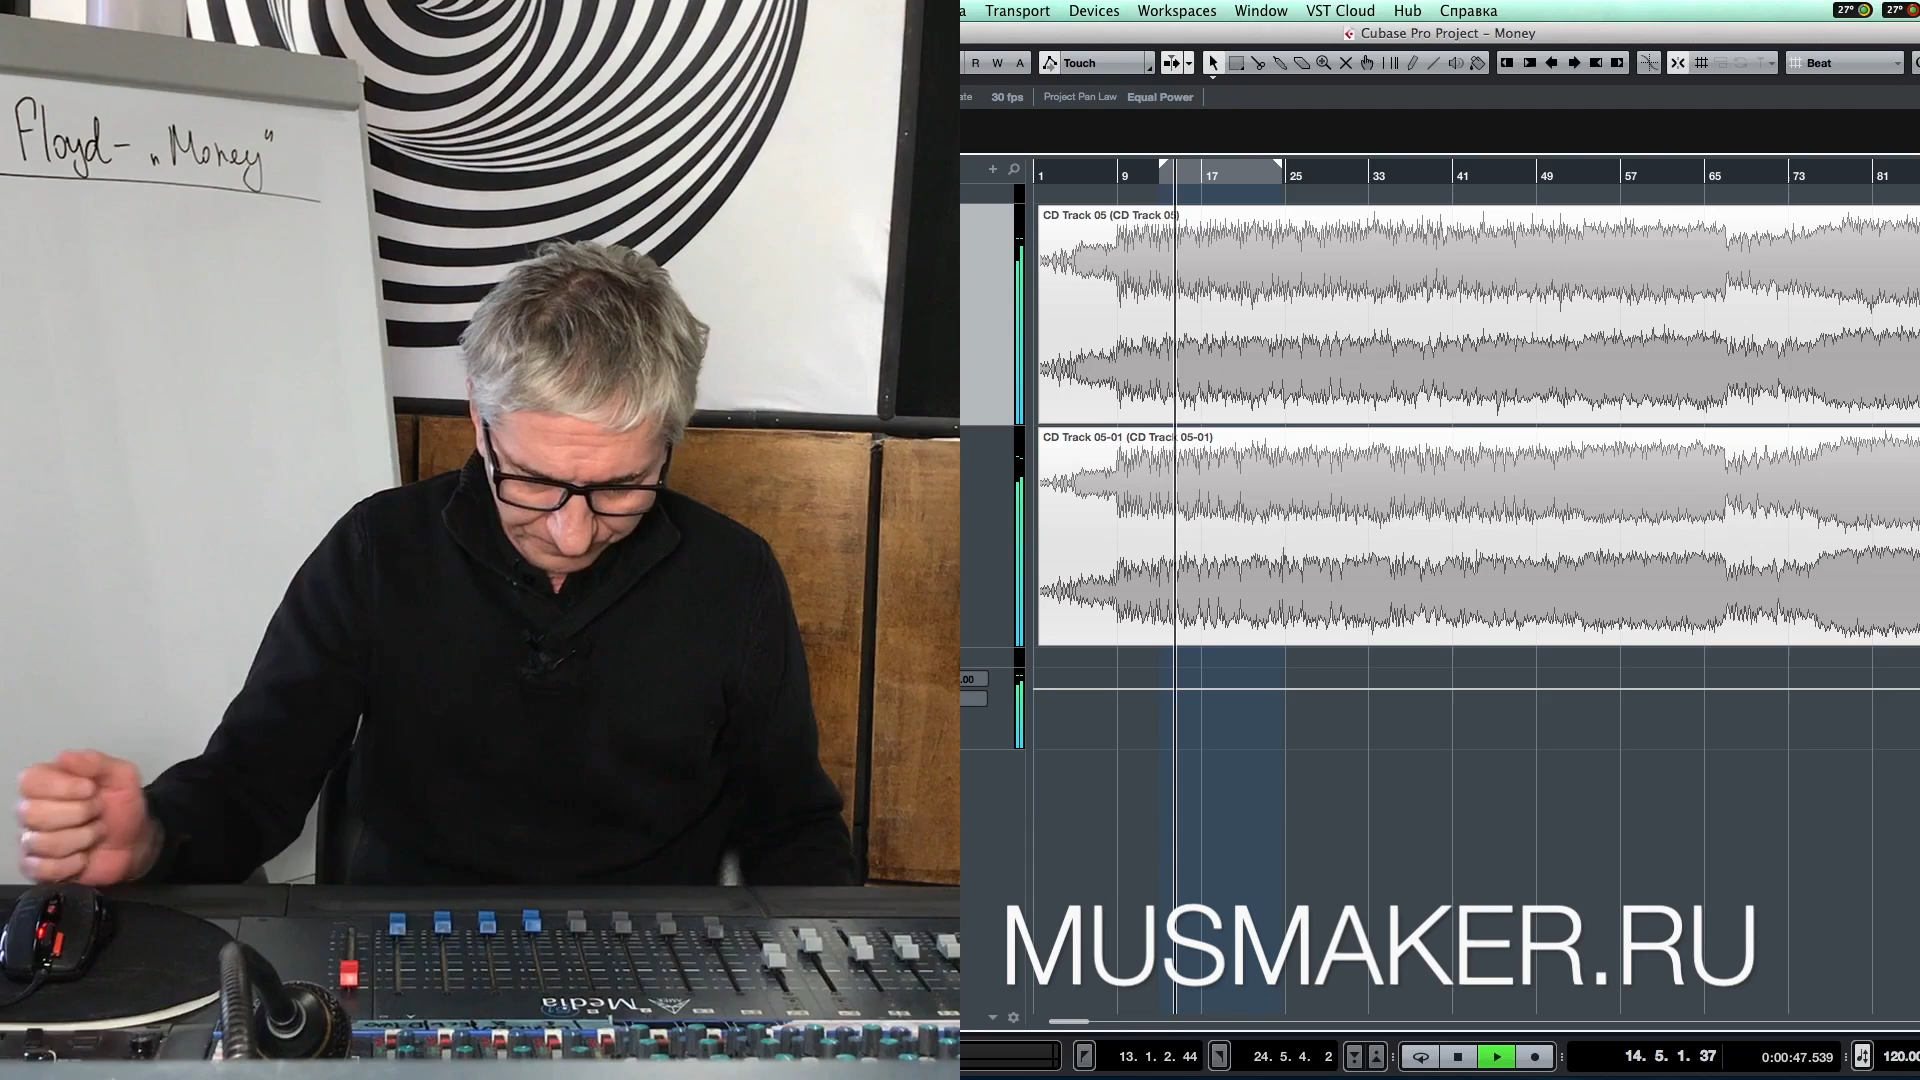 Floyd - „Money"
Transport Devices Workspaces Window VST Cloud Hub Справка
27° 27°
Cubase Pro Project - Money
R W A Touch Beat
30 fps Project Pan Law Equal Power
1 9 17 25 33 41 49 57 65 73 81
CD Track 05 (CD Track 05)
CD Track 05-01 (CD Track 05-01)
.00
MUSMAKER.RU
Media
13. 1. 2. 44 24. 5. 4. 2 14. 5. 1. 37 0:00:47.539 120.00